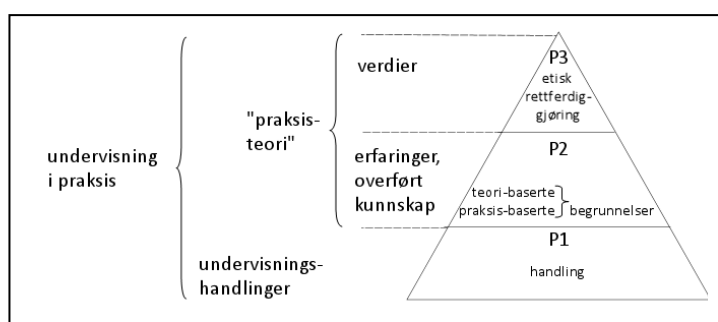 undervisning
i praksis
"praksis-
teori"
verdier
erfaringer,
overført
kunnskap
undervisnings-
handlinger
P3
etisk
rettferdig-
gjøring
P2
teori-baserte
praksis-baserte
begrunnelser
P1
handling